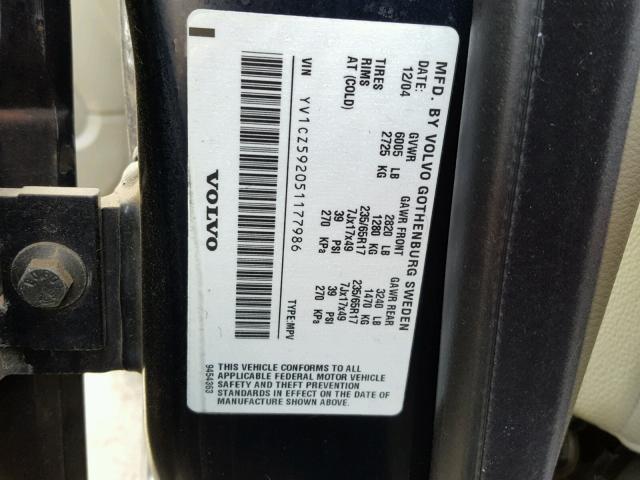 MFD. BY VOLVO GOTHENBURG SWEDEN
DATE: GVWR GAWR FRONT GAWR REAR
12/04 6005 LB 2820 LB 3240 LB
2725 KG 1280 KG 1470 KG
TIRES 235/65R17 235/65R17
RIMS 7Jx17x49 7Jx17x49
AT (COLD) 39 PSI 39 PSI
270 KPa 270 KPa
VIN YV1CZ592051177986 TYPE:MPV
VOLVO
THIS VEHICLE CONFORMS TO ALL
APPLICABLE FEDERAL MOTOR VEHICLE
SAFETY AND THEFT PREVENTION
STANDARDS IN EFFECT ON THE DATE
OF MANUFACTURE SHOWN ABOVE.
9454363